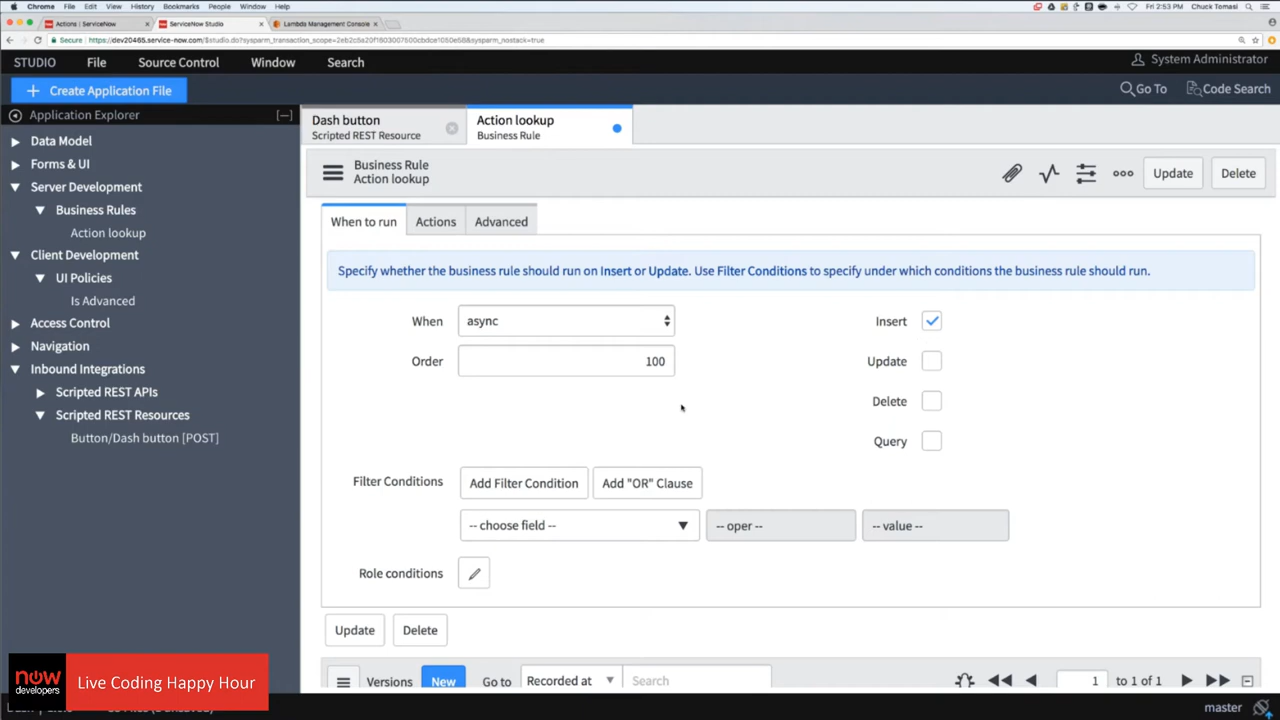 Chrome File Edit View History Bookmarks People Window Help
Fri 2:53 PM Chuck Tomasi
Actions | ServiceNow
ServiceNow Studio
Lambda Management Console
Secure
STUDIO File Source Control Window Search
System Administrator
+ Create Application File
Go To Code Search
Application Explorer
Data Model
Forms & UI
Server Development
Business Rules
Action lookup
Client Development
UI Policies
Is Advanced
Access Control
Navigation
Inbound Integrations
Scripted REST APIs
Scripted REST Resources
Button/Dash button [POST]
Dash button
Scripted REST Resource
Action lookup
Business Rule
Business Rule
Action lookup
Update Delete
When to run Actions Advanced
Specify whether the business rule should run on Insert or Update. Use Filter Conditions to specify under which conditions the business rule should run.
When async
Order 100
Insert
Update
Delete
Query
Filter Conditions Add Filter Condition Add "OR" Clause
-- choose field -- -- oper -- -- value --
Role conditions
Update Delete
Versions New Go to Recorded at Search 1 to 1 of 1
now
developers
Live Coding Happy Hour
master